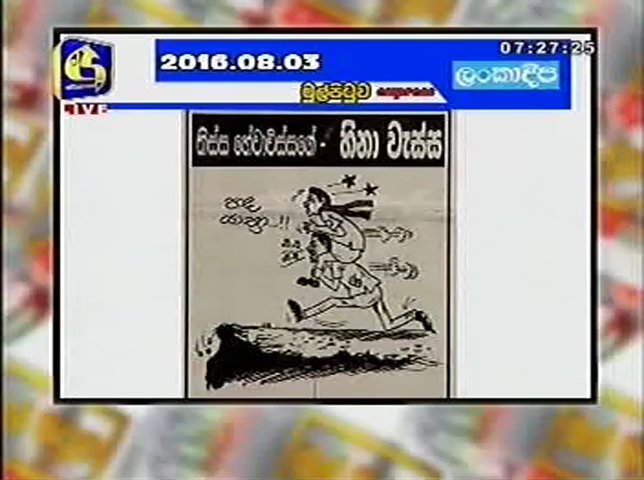 07:27:25
2016.08.03
ලංකාදීප
මුල්පිටුව
LIVE
තිස්ස හේවාවිස්සගේ - හිනා වැස්ස
පාද
යාත්‍රා...!!